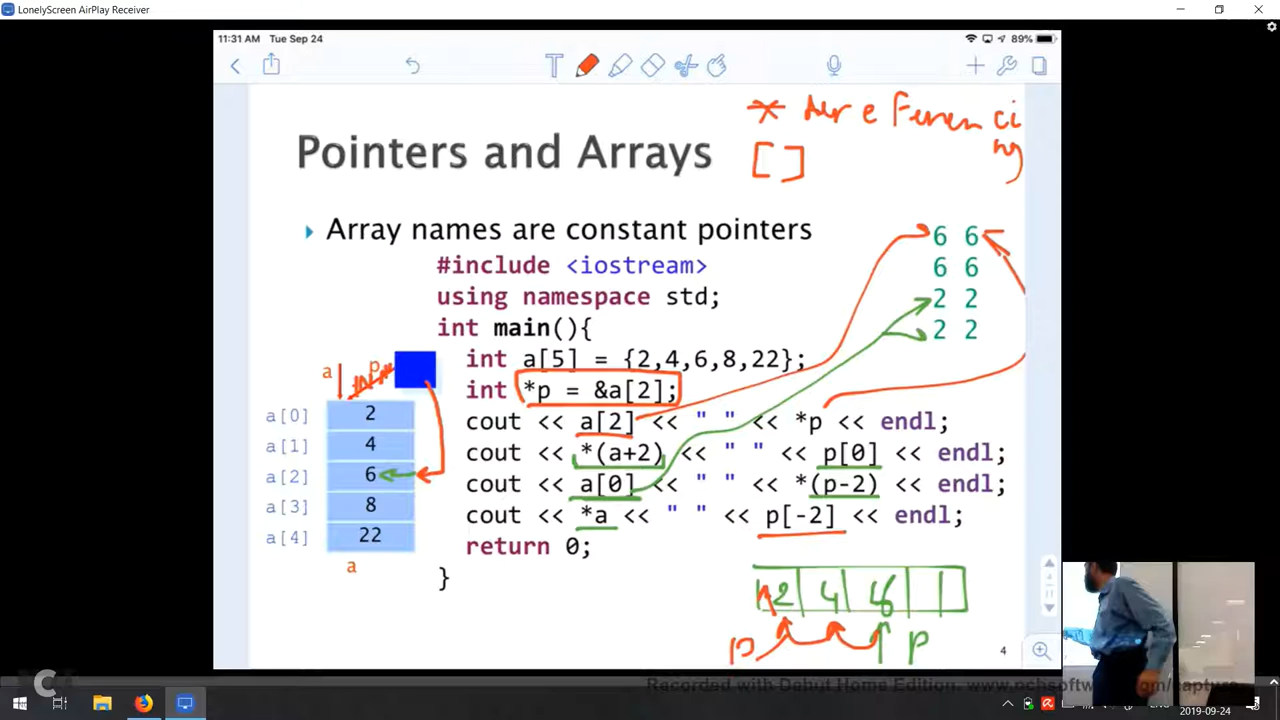 LonelyScreen AirPlay Receiver
11:31 AM Tue Sep 24
89%
T
[ ]
Pointers and Arrays
Array names are constant pointers
#include <iostream>
using namespace std;
int main(){
int a[5] = {2,4,6,8,22};
int *p = &a[2];
cout << a[2] << " " << *p << endl;
cout << *(a+2) << " " << p[0] << endl;
cout << a[0] << " " << *(p-2) << endl;
cout << *a << " " << p[-2] << endl;
return 0;
}
6 6
6 6
2 2
2 2
a
p
a[0] 2
a[1] 4
a[2] 6
a[3] 8
a[4] 22
a
2 4
p p
4
Recorded with Debut Home Edition. www.nchsoftware.com/capture
2019-09-24